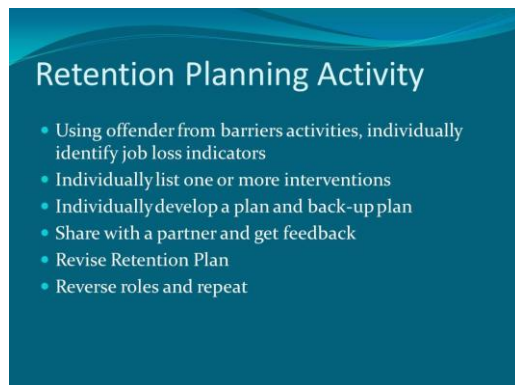 Retention Planning Activity
Using offender from barriers activities, individually
identify job loss indicators
Individually list one or more interventions
Individually develop a plan and back-up plan
Share with a partner and get feedback
Revise Retention Plan
Reverse roles and repeat